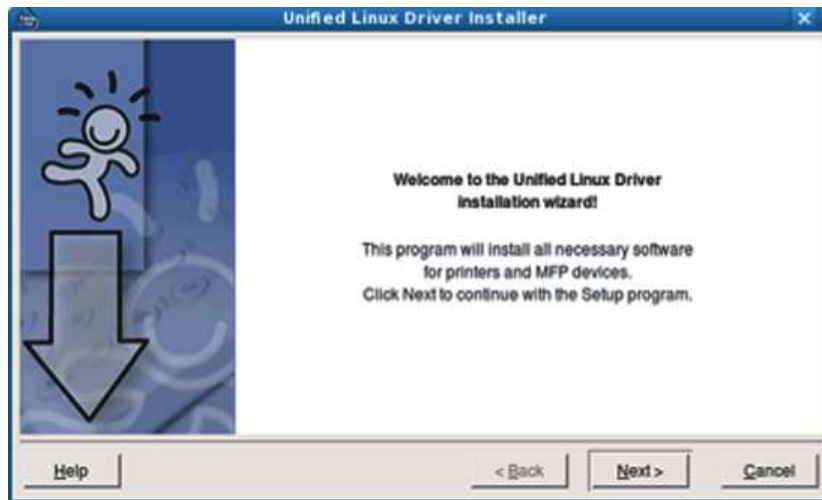 Unified Linux Driver Installer
Welcome to the Unified Linux Driver
installation wizard!
This program will install all necessary software
for printers and MFP devices.
Click Next to continue with the Setup program.
Help
< Back
Next >
Cancel